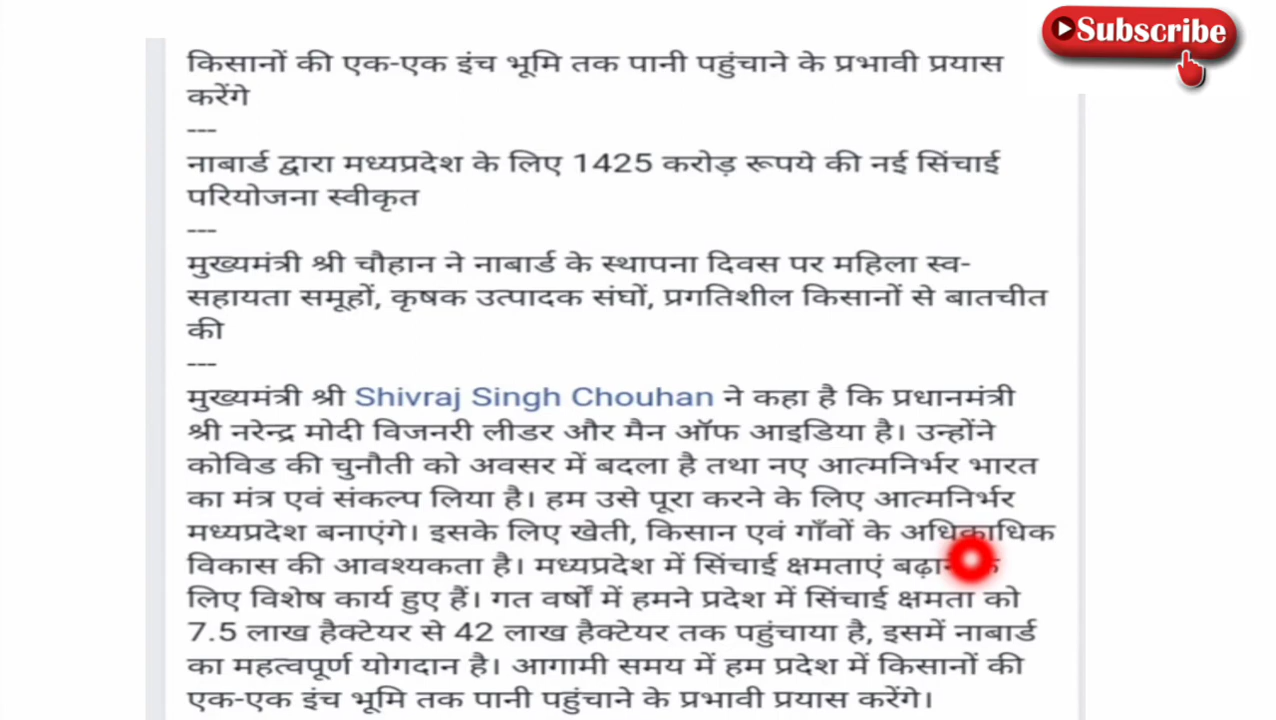 Subscribe
किसानों की एक-एक इंच भूमि तक पानी पहुंचाने के प्रभावी प्रयास
करेंगे
---
नाबार्ड द्वारा मध्यप्रदेश के लिए 1425 करोड़ रूपये की नई सिंचाई
परियोजना स्वीकृत
---
मुख्यमंत्री श्री चौहान ने नाबार्ड के स्थापना दिवस पर महिला स्व-
सहायता समूहों, कृषक उत्पादक संघों, प्रगतिशील किसानों से बातचीत
की
---
मुख्यमंत्री श्री Shivraj Singh Chouhan ने कहा है कि प्रधानमंत्री
श्री नरेन्द्र मोदी विजनरी लीडर और मैन ऑफ आइडिया है। उन्होंने
कोविड की चुनौती को अवसर में बदला है तथा नए आत्मनिर्भर भारत
का मंत्र एवं संकल्प लिया है। हम उसे पूरा करने के लिए आत्मनिर्भर
मध्यप्रदेश बनाएंगे। इसके लिए खेती, किसान एवं गाँवों के अधिकाधिक
विकास की आवश्यकता है। मध्यप्रदेश में सिंचाई क्षमताएं
लिए विशेष कार्य हुए हैं। गत वर्षों में हमने प्रदेश में सिंचाई क्षमता को
7.5 लाख हैक्टेयर से 42 लाख हैक्टेयर तक पहुंचाया है, इसमें नाबार्ड
का महत्वपूर्ण योगदान है। आगामी समय में हम प्रदेश में किसानों की
एक-एक इंच भूमि तक पानी पहुंचाने के प्रभावी प्रयास करेंगे।